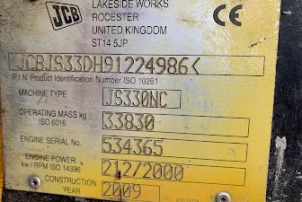 LAKESIDE WORKS
JCB
ROCESTER
UNITED KINGDOM
CE
ST14 5JP
JCBJS33DH91224986<
P I N Product Identification Number ISO 10261
MACHINE TYPE JS330NC
OPERATING MASS kg 33830
ISO 6016
ENGINE SERIAL No. 534365
ENGINE POWER 212/2000
kw / RPM ISO 14396
CONSTRUCTION 2009
YEAR